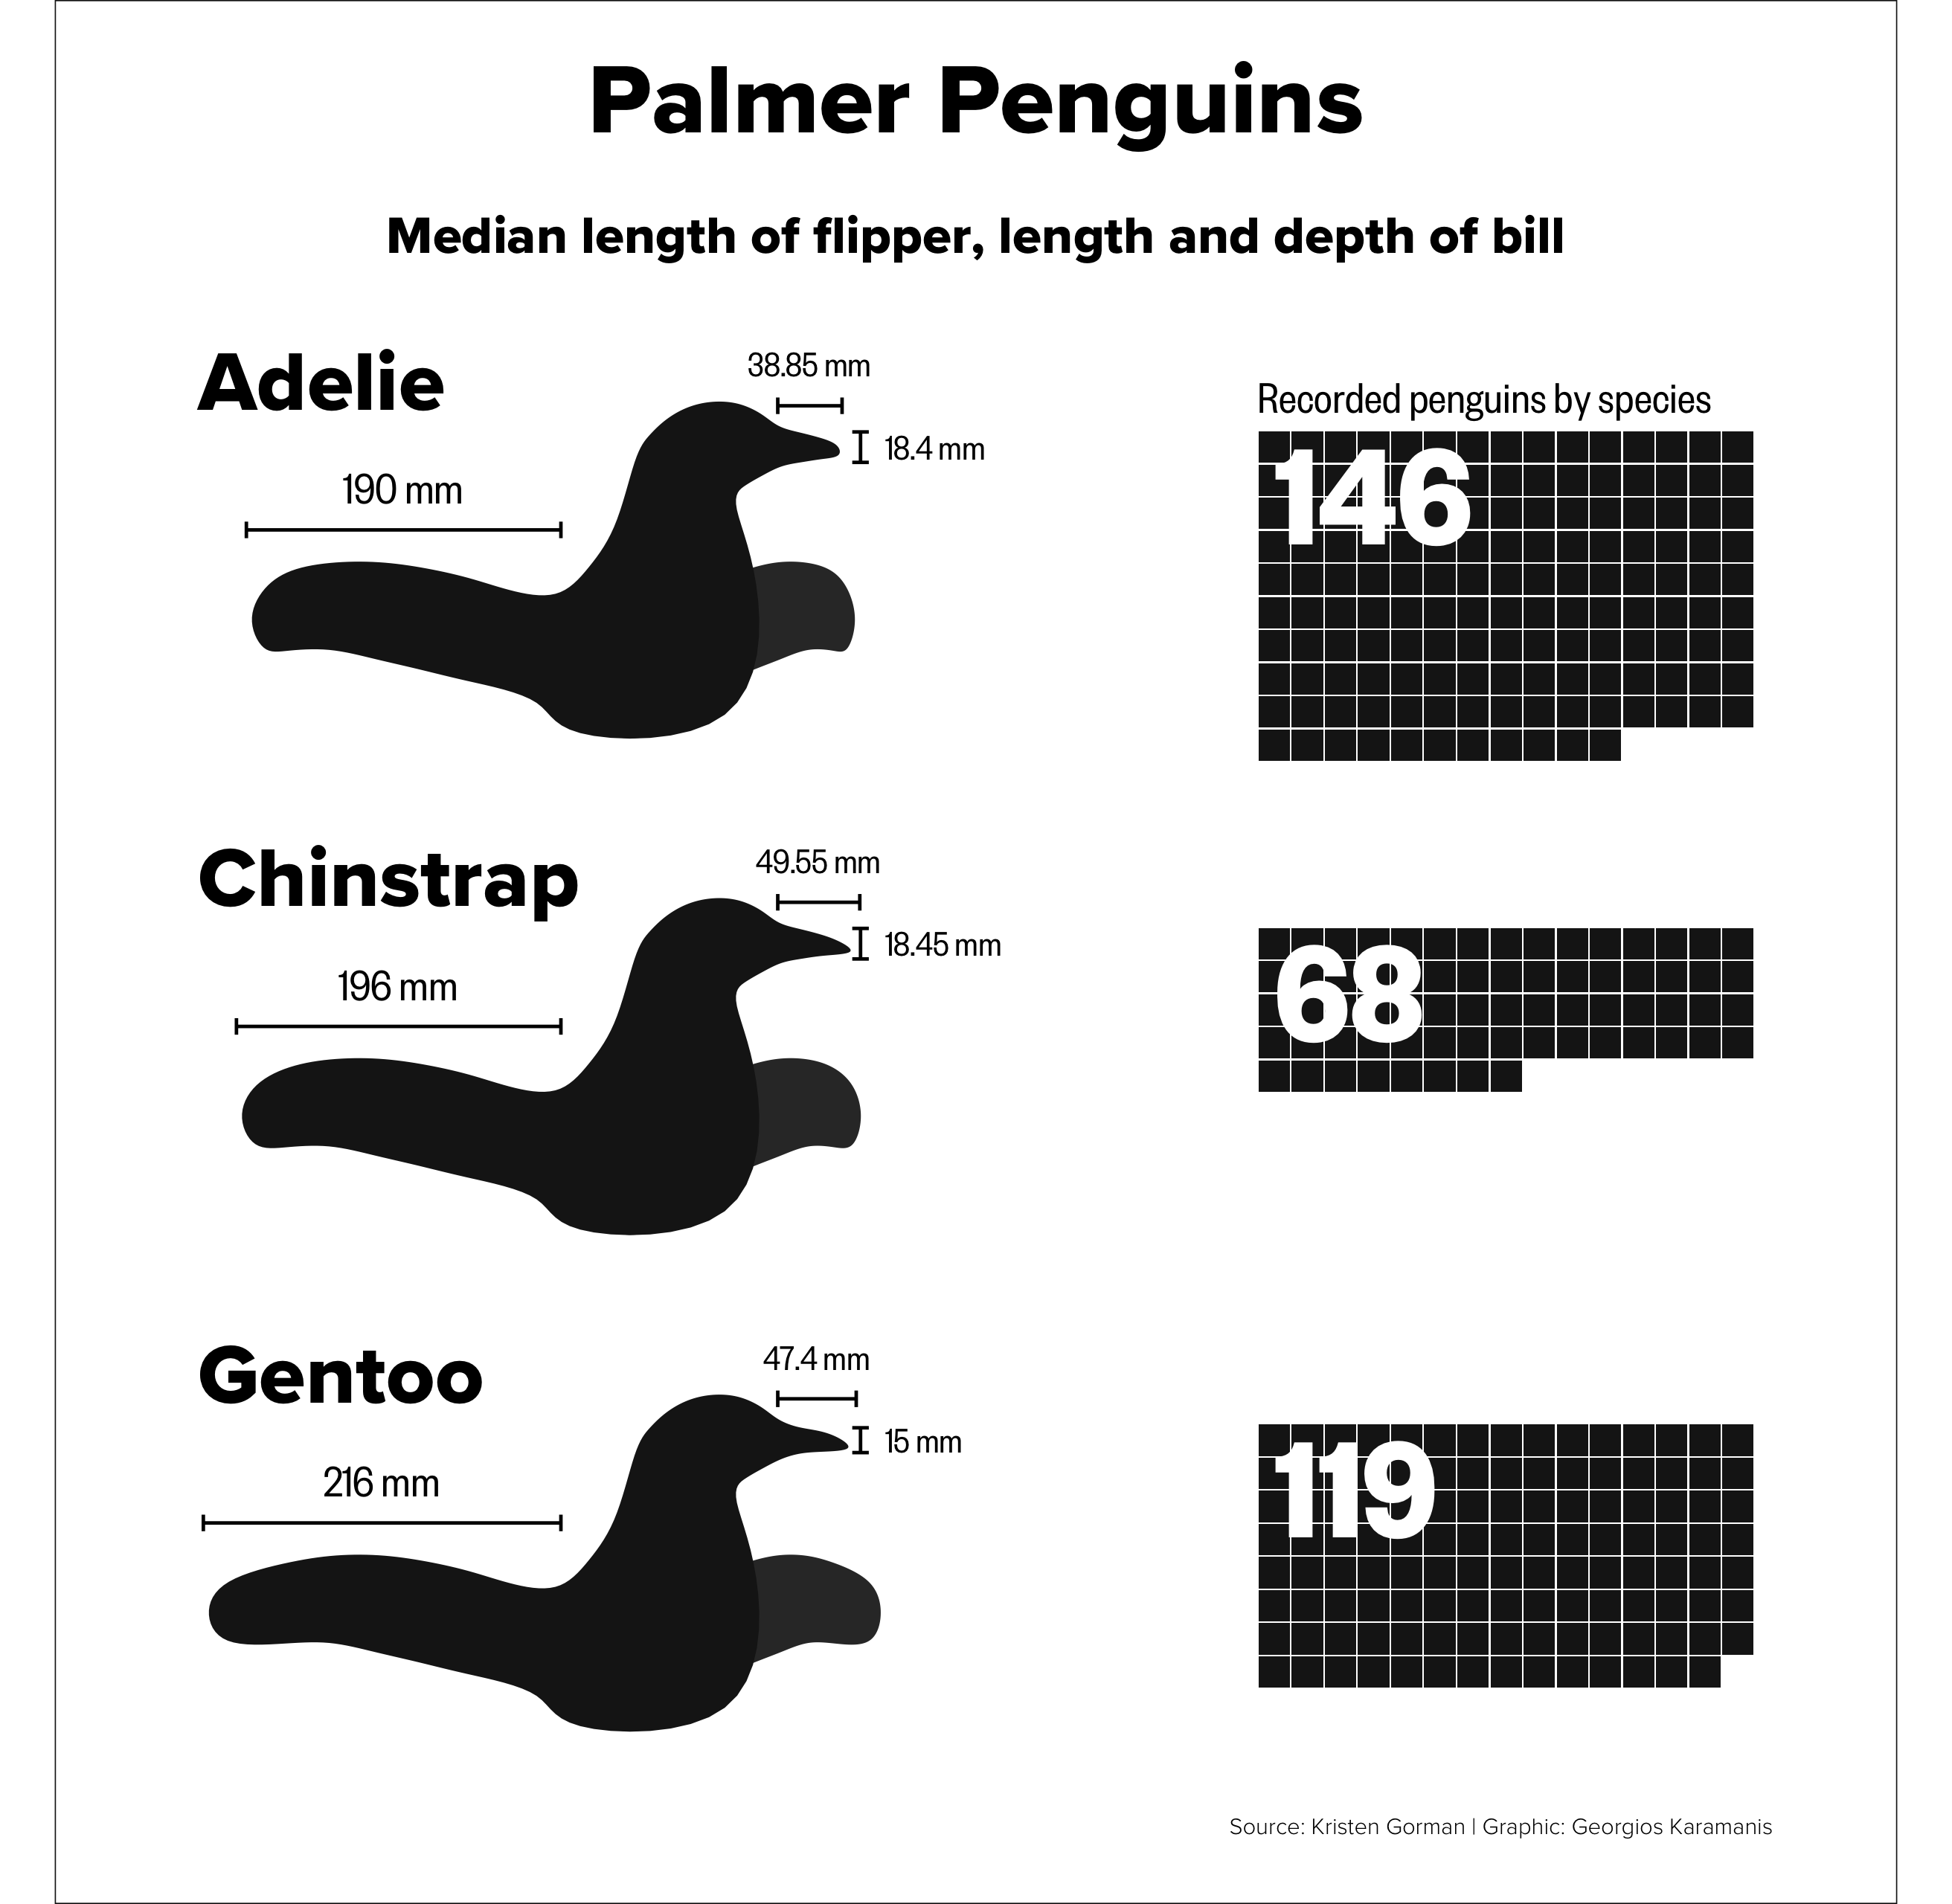 Palmer Penguins
Median length of flipper, length and depth of bill
Adelie
38.85 mm
18.4 mm
190 mm
Recorded penguins by species
146
Chinstrap
49.55 mm
18.45 mm
196 mm
68
Gentoo
47.4 mm
15 mm
216 mm
119
Source: Kristen Gorman | Graphic: Georgios Karamanis